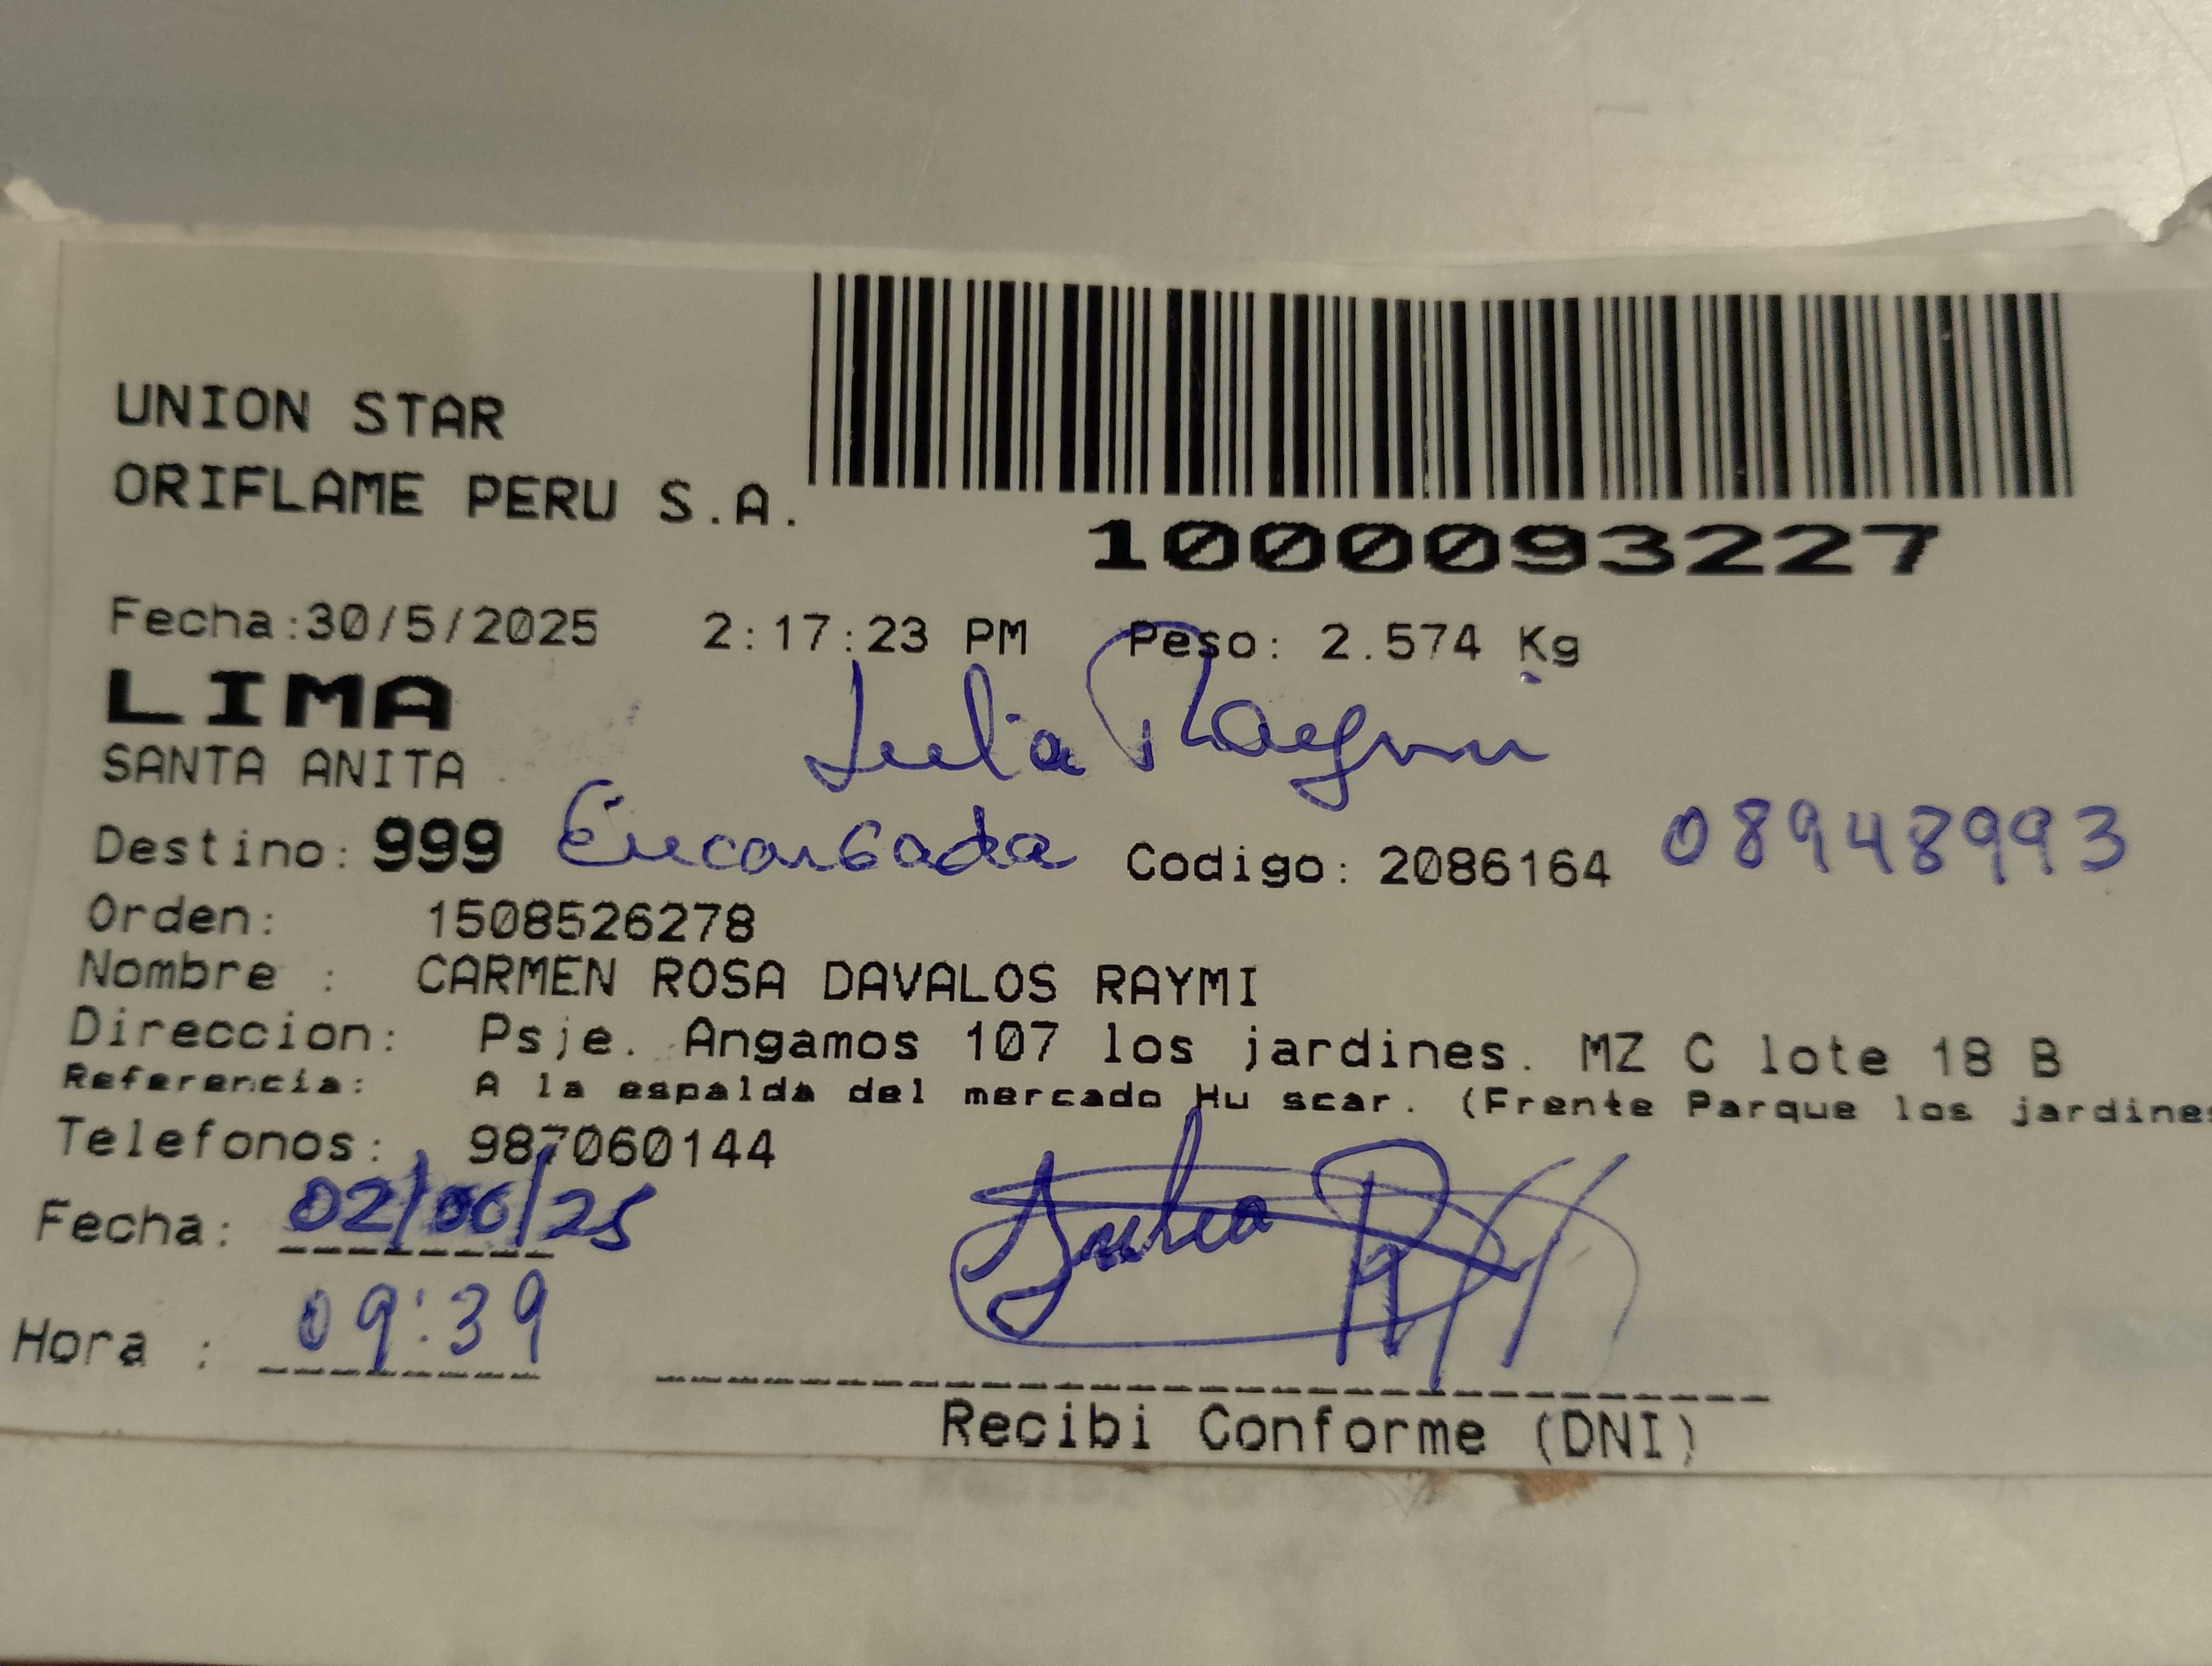 UNION STAR
ORIFLAME PERU S.A.
1000093227
Fecha:30/5/2025 2:17:23 PM Peso: 2.574 Kg
LIMA
Julia Raymi
SANTA ANITA
Destino: 999 Encargada Codigo: 2086164 08948993
Orden: 1508526278
Nombre : CARMEN ROSA DAVALOS RAYMI
Direccion: Psje. Angamos 107 los jardines. MZ C lote 18 B
Referencia: A la espalda del mercado Hu scar. (Frente Parque los jardines
Telefonos: 987060144
Fecha: 02/06/25
Julia
Hora : 09:39
Recibi Conforme (DNI)